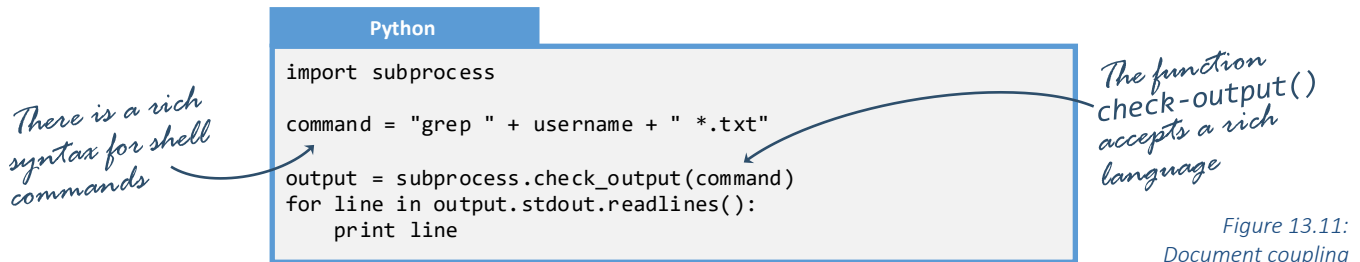 Python
import subprocess
command = "grep " + username + " *.txt"
output = subprocess.check_output(command)
for line in output.stdout.readlines():
    print line
There is a rich
syntax for shell
commands
The function
check-output()
accepts a rich
language
Figure 13.11:
Document coupling